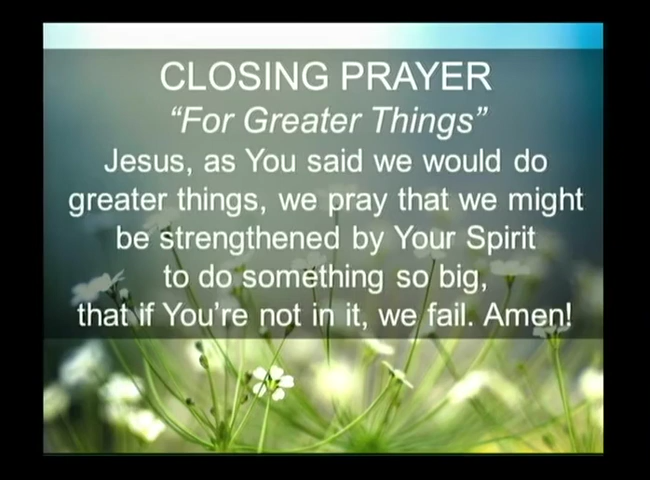 CLOSING PRAYER
“For Greater Things”
Jesus, as You said we would do
greater things, we pray that we might
be strengthened by Your Spirit
to do something so big,
that if You’re not in it, we fail. Amen!